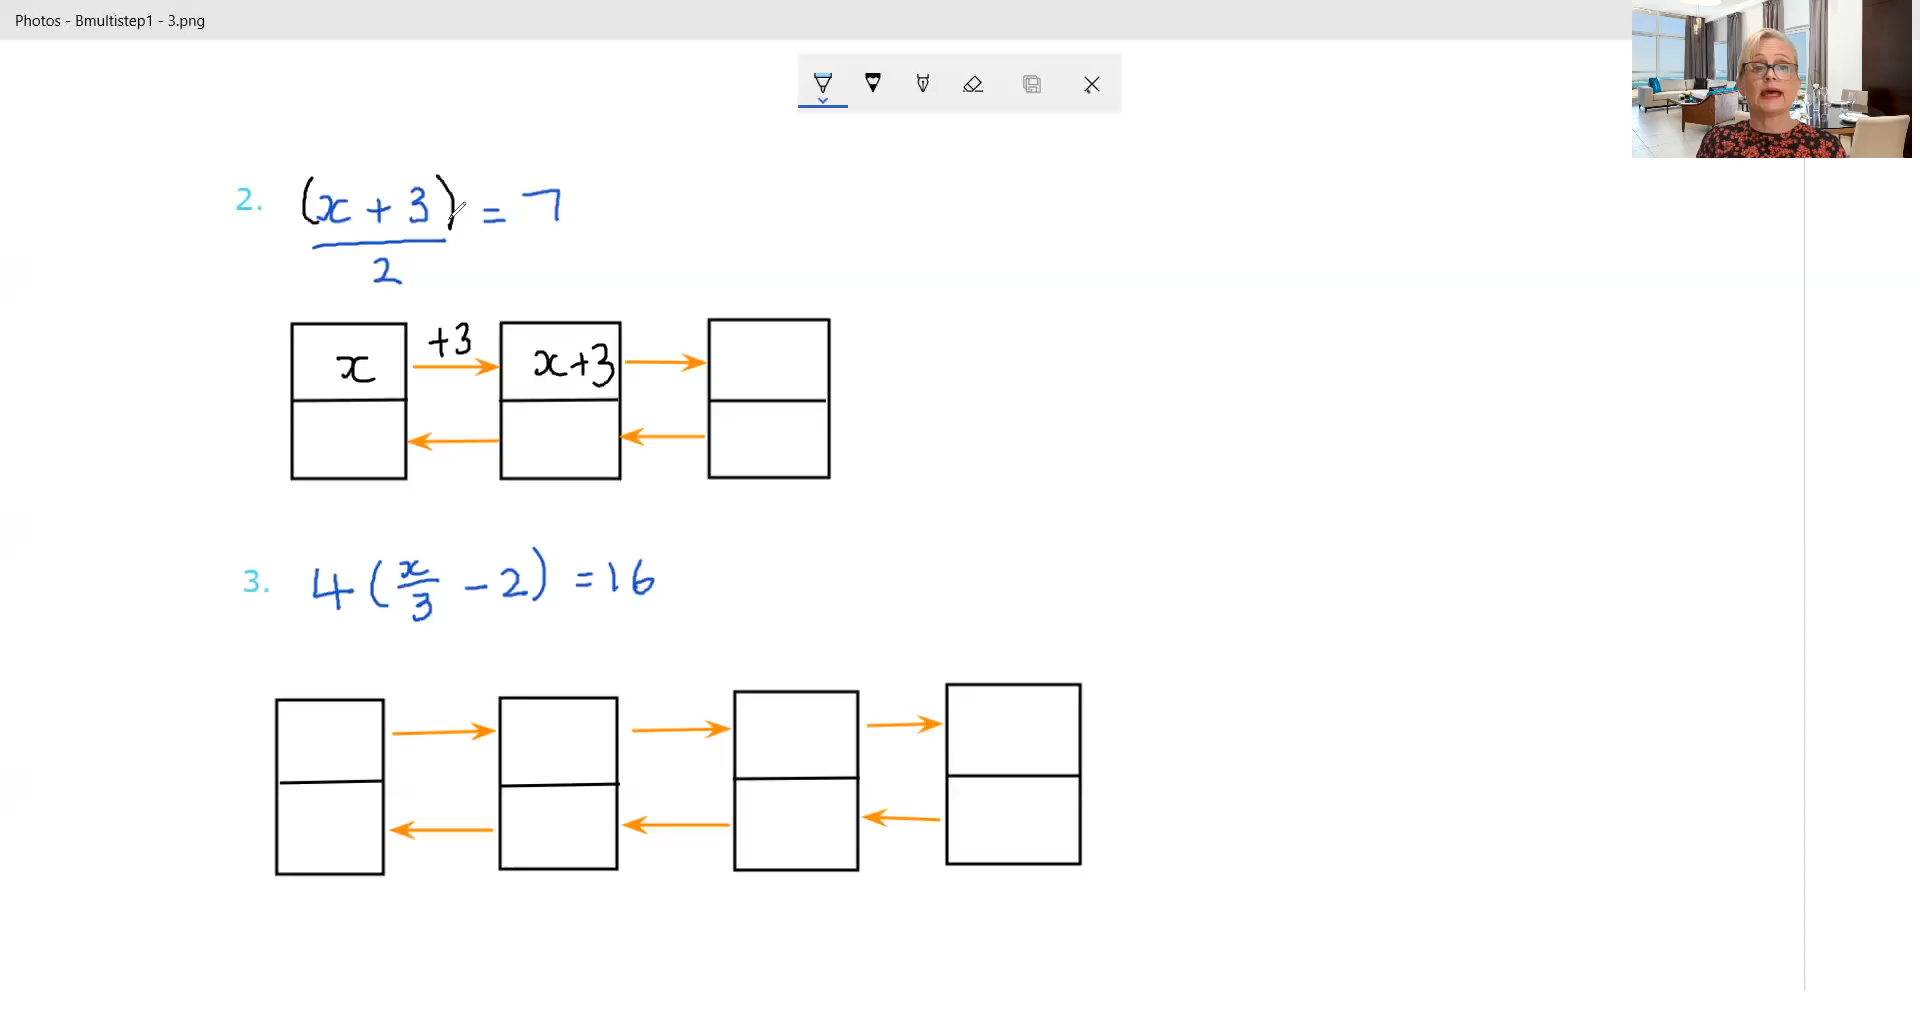 Photos - Bmultistep1 - 3.png
2. (x + 3) = 7
2
x +3 x+3
3. 4(x/3 - 2) = 16